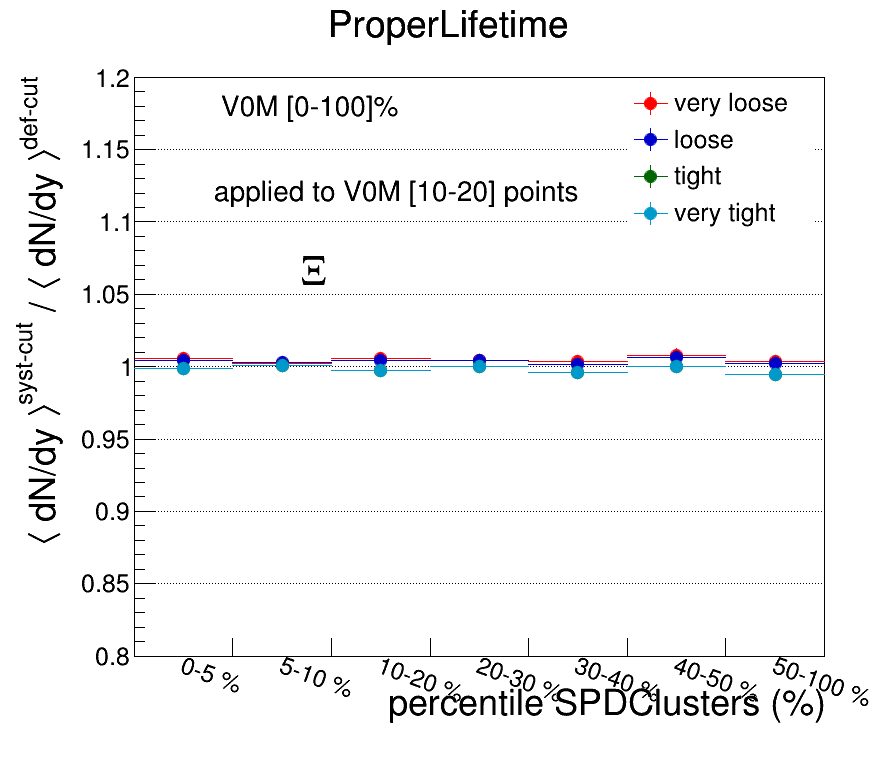 ProperLifetime
⟨ dN/dy ⟩^syst-cut / ⟨ dN/dy ⟩^def-cut
1.2
1.15
1.1
1.05
1
0.95
0.9
0.85
0.8
V0M [0-100]%
applied to V0M [10-20] points
Ξ
very loose
loose
tight
very tight
0-5 %
5-10 %
10-20 %
20-30 %
30-40 %
40-50 %
50-100 %
percentile SPDClusters (%)